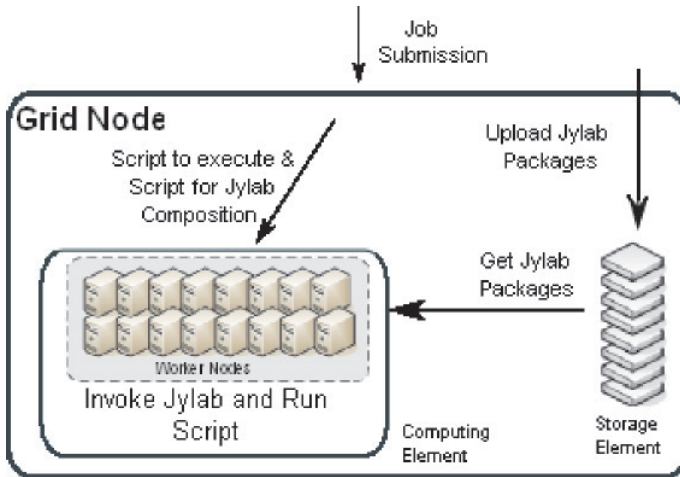 Job
Submission
Grid Node
Upload Jylab
Packages
Script to execute &
Script for Jylab
Composition
Get Jylab
Packages
Worker Nodes
Invoke Jylab and Run
Script
Computing
Element
Storage
Element